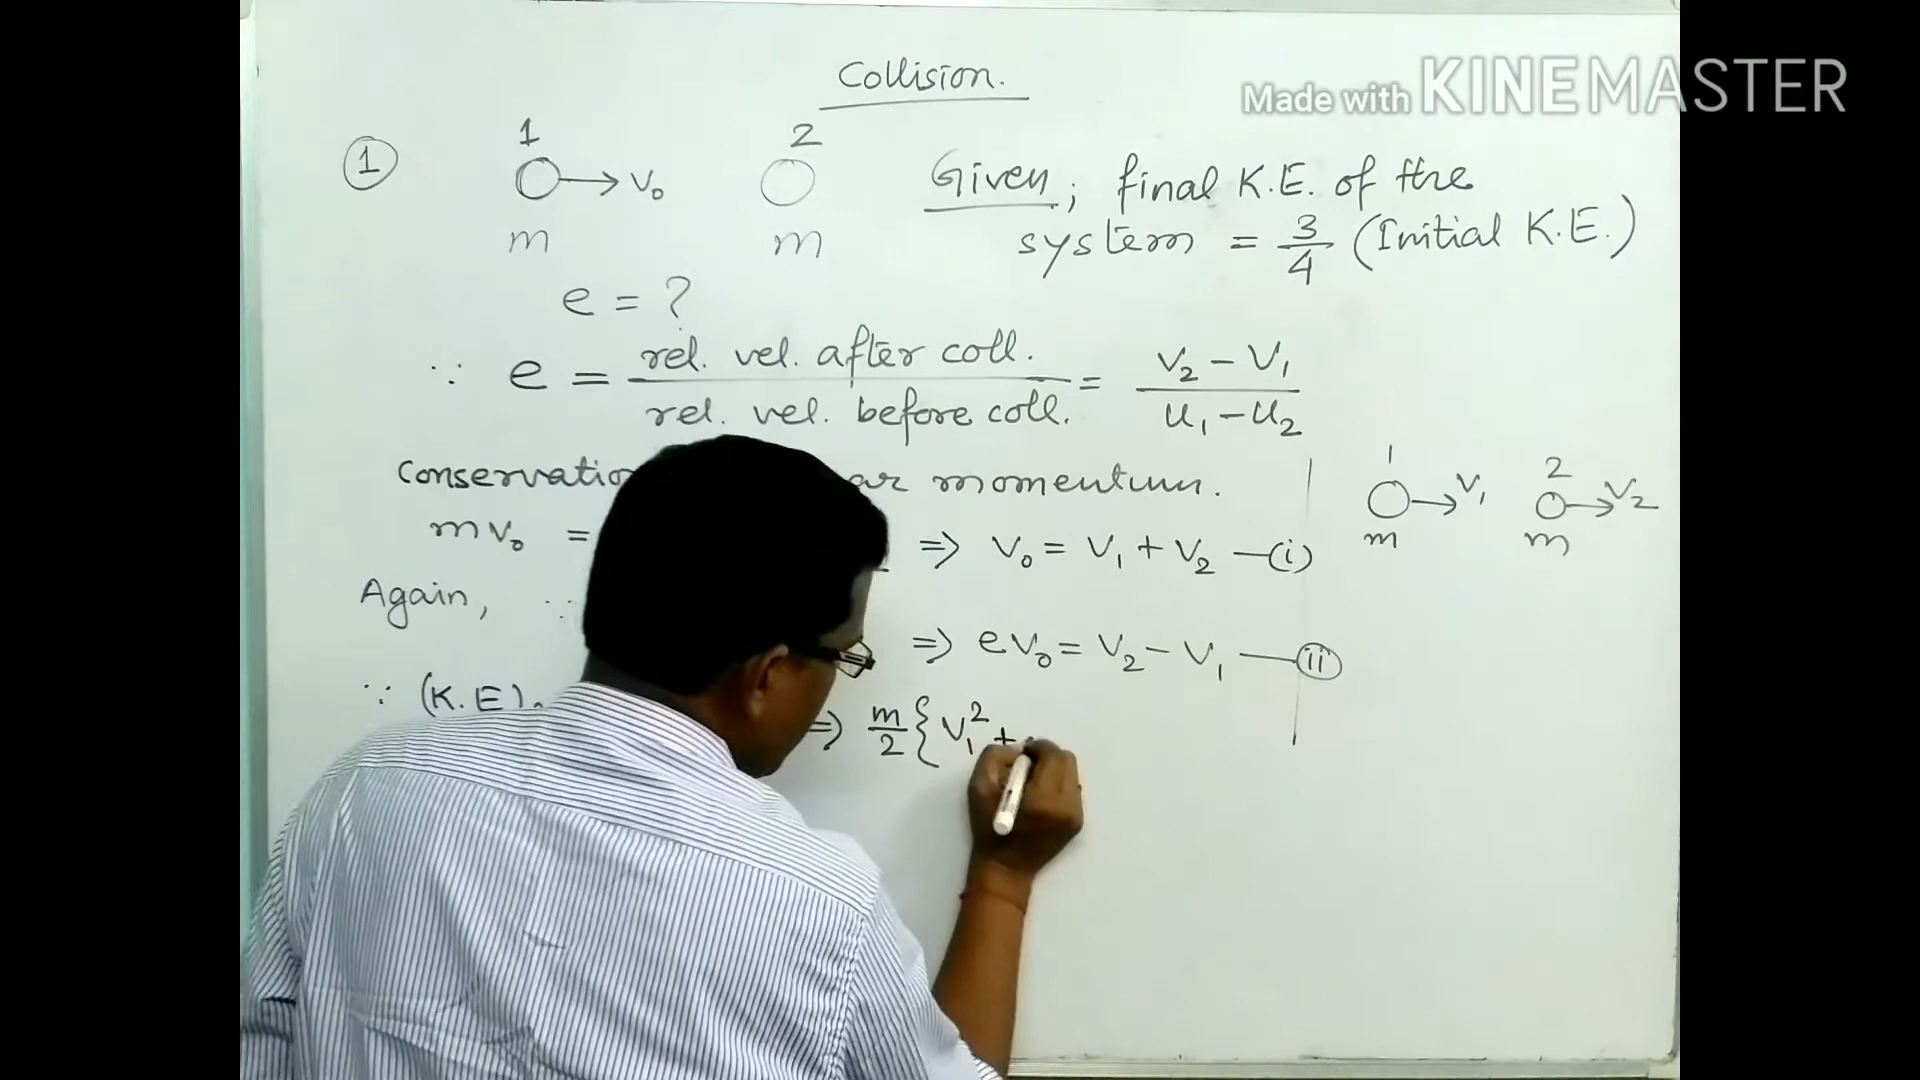 Collision.
Made with KINEMASTER
1 2
① → V₀ Given; final K.E. of the
m m system = 3/4 (Initial K.E.)
e = ?
∵ e = rel. vel. after coll. / rel. vel. before coll. = V₂ - V₁ / u₁ - u₂
conservatio ar momentum.
1 2
→ V₁ → V₂
m m
mV₀ = ⇒ V₀ = V₁ + V₂ —(i)
Again, ∵ ⇒ eV₀ = V₂ - V₁ —(ii)
∵ (K.E) ⇒ m/2 { V₁² +